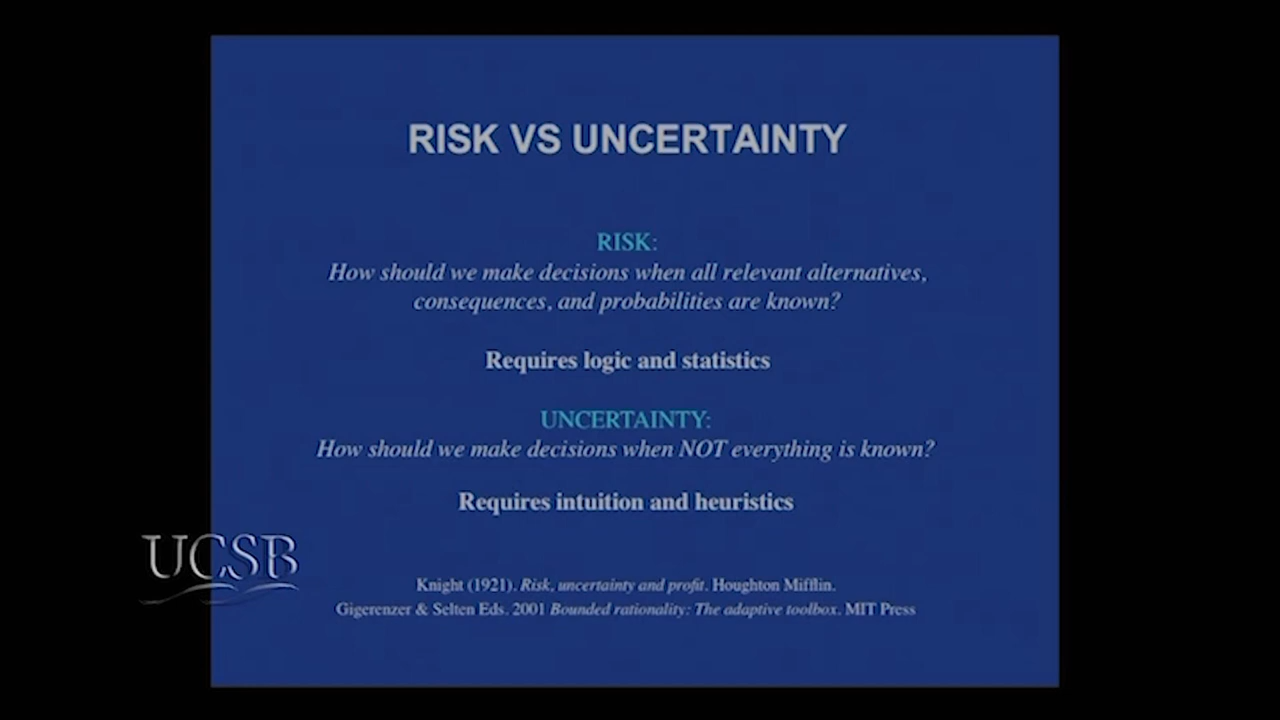 RISK VS UNCERTAINTY
RISK:
How should we make decisions when all relevant alternatives,
consequences, and probabilities are known?
Requires logic and statistics
UNCERTAINTY:
How should we make decisions when NOT everything is known?
Requires intuition and heuristics
UCSB
Knight (1921). Risk, uncertainty and profit. Houghton Mifflin.
Gigerenzer & Selten Eds. 2001 Bounded rationality: The adaptive toolbox. MIT Press